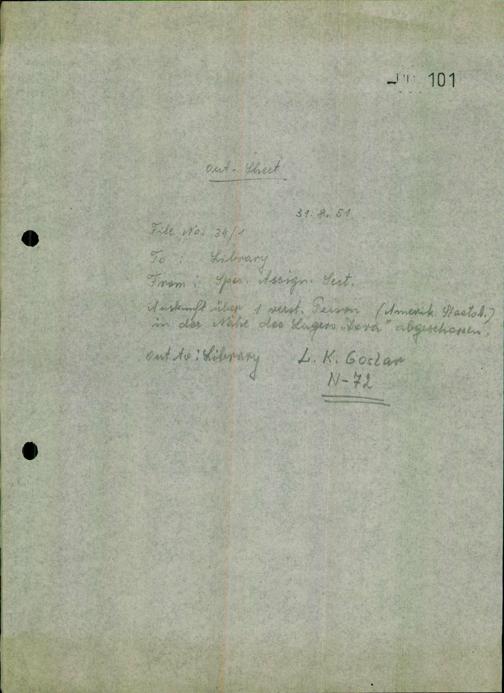 101
Out-Sheet
31.8.51.
File No: 34/1
To: Library
From: Spec. Assign. Sect.
Auskunft über 1 verst. Person (Amerik. Staatsb.)
in der Nähe des Lagers "Dora" abgeschossen.
out to: Library L. K. Goclar
N-72